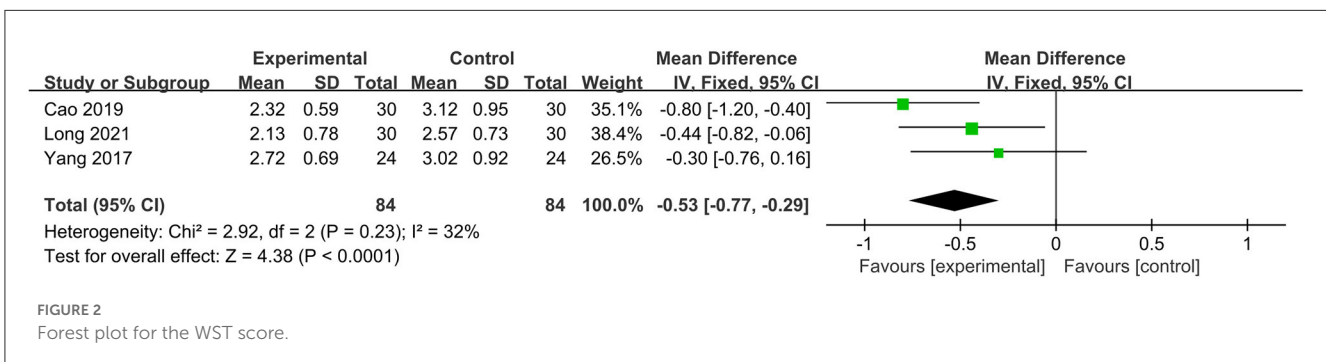 Experimental Control Mean Difference Mean Difference
Study or Subgroup Mean SD Total Mean SD Total Weight IV, Fixed, 95% CI IV, Fixed, 95% CI
Cao 2019 2.32 0.59 30 3.12 0.95 30 35.1% -0.80 [-1.20, -0.40]
Long 2021 2.13 0.78 30 2.57 0.73 30 38.4% -0.44 [-0.82, -0.06]
Yang 2017 2.72 0.69 24 3.02 0.92 24 26.5% -0.30 [-0.76, 0.16]
Total (95% CI) 84 84 100.0% -0.53 [-0.77, -0.29]
Heterogeneity: Chi² = 2.92, df = 2 (P = 0.23); I² = 32%
Test for overall effect: Z = 4.38 (P < 0.0001)
-1 -0.5 0 0.5 1
Favours [experimental] Favours [control]
FIGURE 2
Forest plot for the WST score.